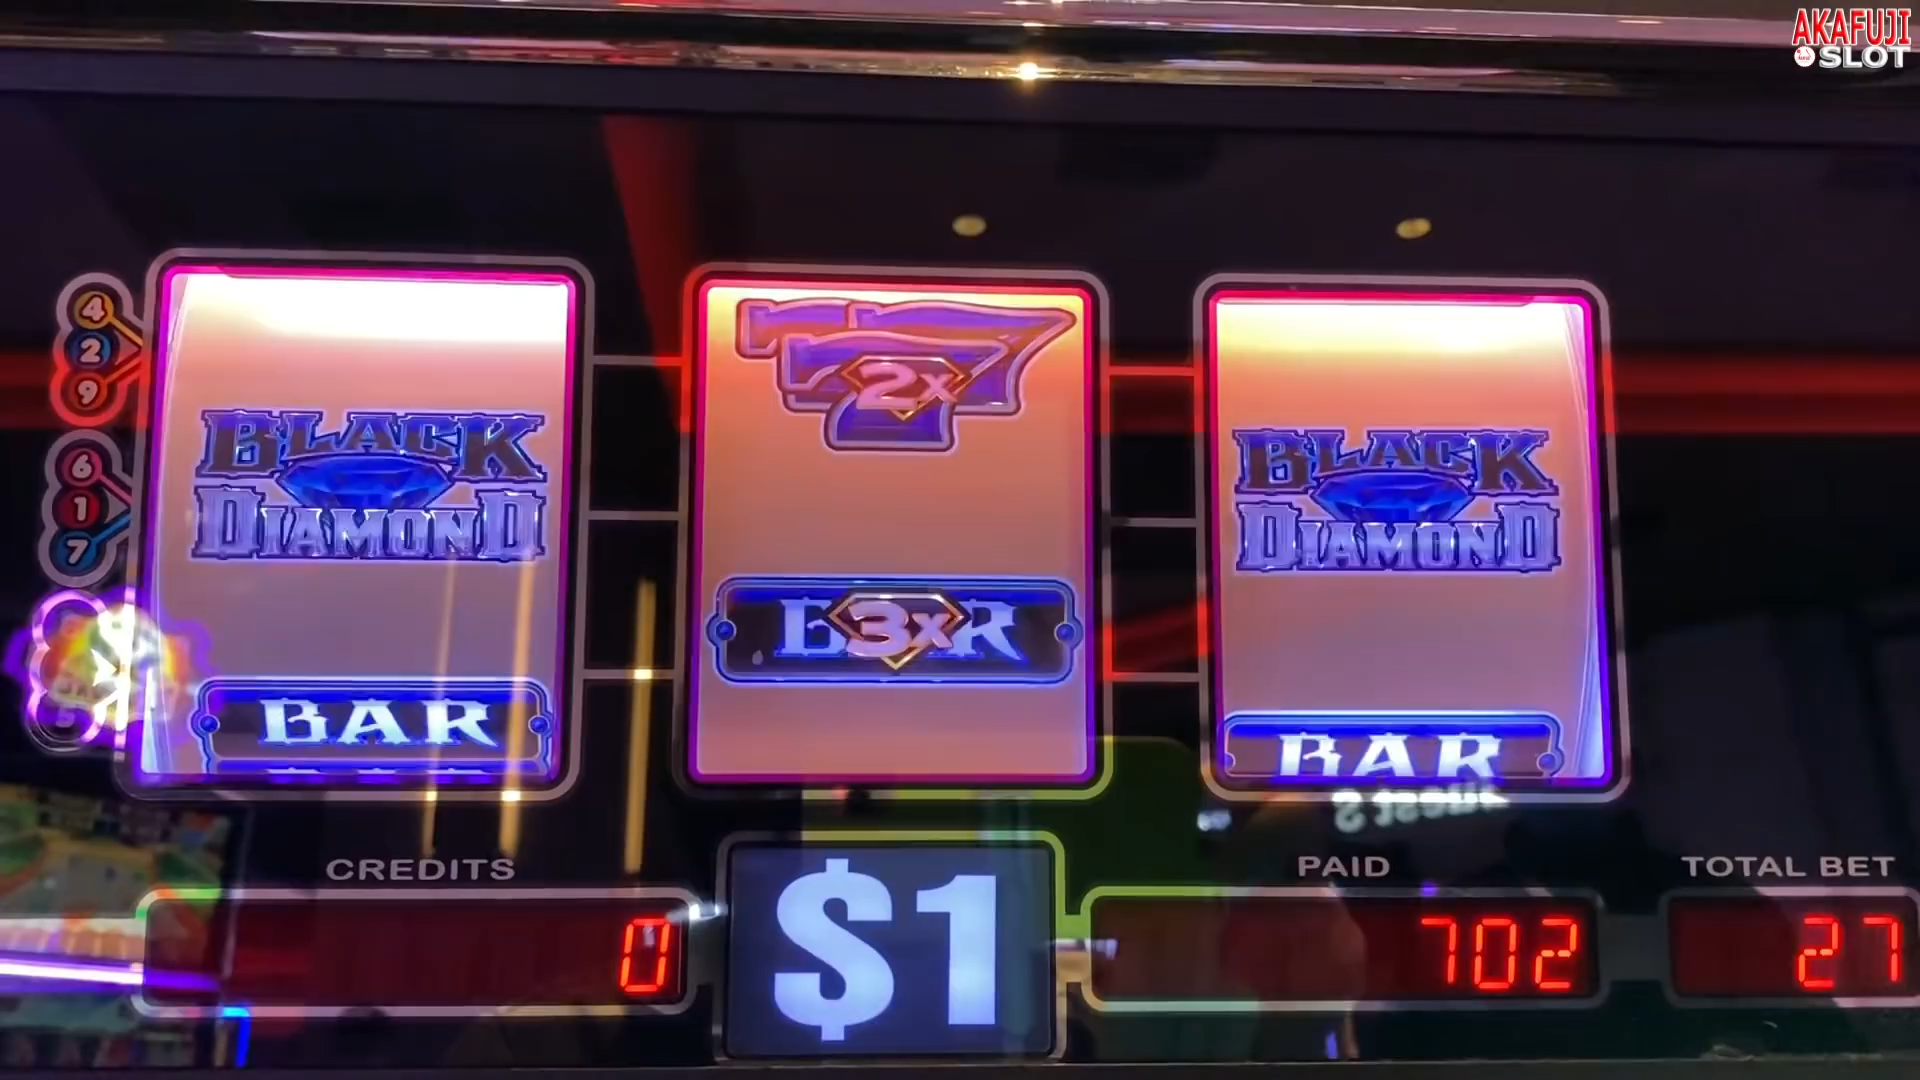 AKAFUJI
SLOT
4
2
9
6
1
7
5
BLACK
DIAMOND
BAR
2x
3x
BLACK
DIAMOND
BAR
CREDITS
0
$1
PAID
702
TOTAL BET
27